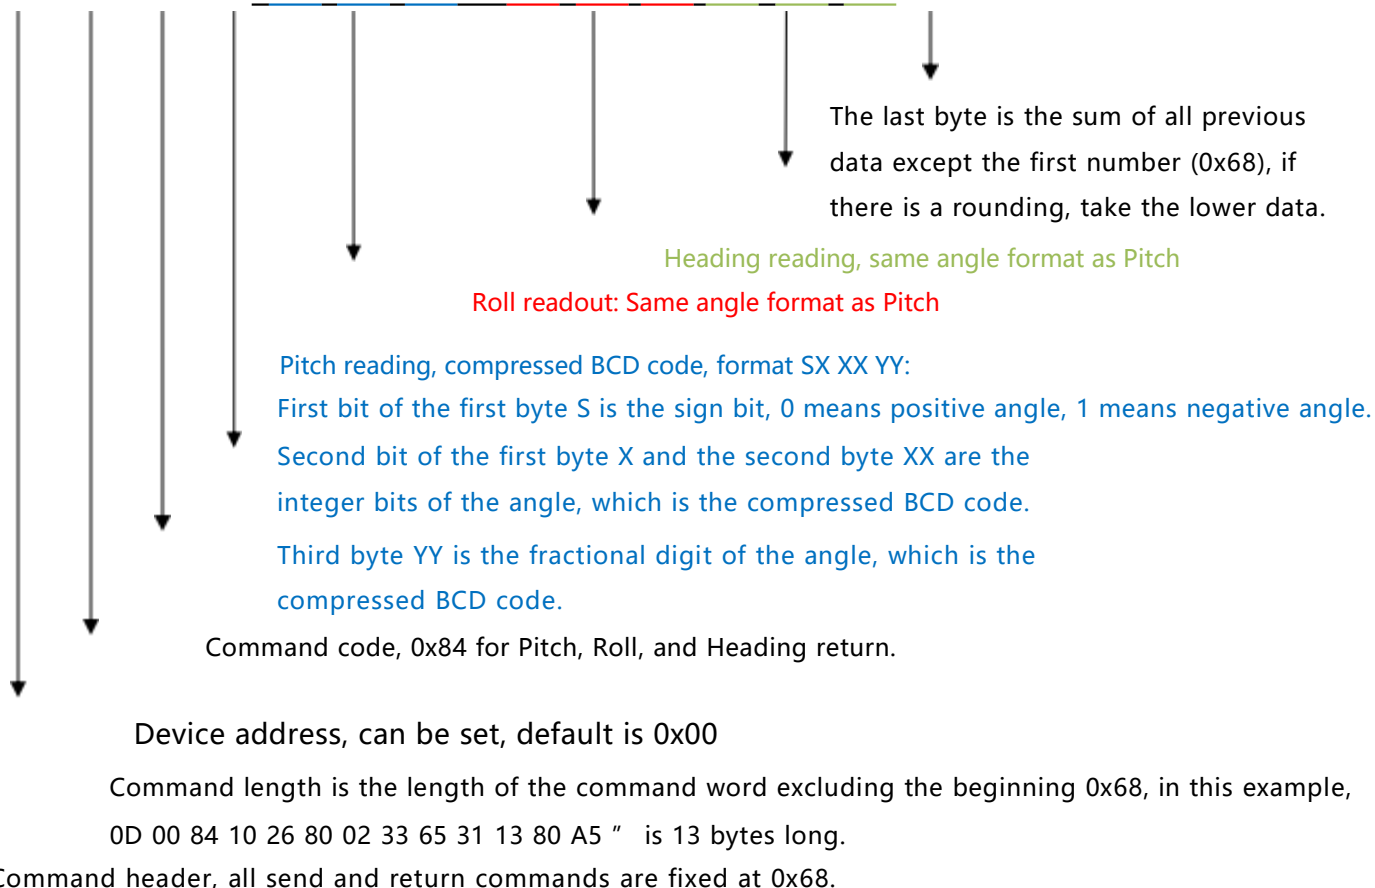 The last byte is the sum of all previous
data except the first number (0x68), if
there is a rounding, take the lower data.
Heading reading, same angle format as Pitch
Roll readout: Same angle format as Pitch
Pitch reading, compressed BCD code, format SX XX YY:
First bit of the first byte S is the sign bit, 0 means positive angle, 1 means negative angle.
Second bit of the first byte X and the second byte XX are the
integer bits of the angle, which is the compressed BCD code.
Third byte YY is the fractional digit of the angle, which is the
compressed BCD code.
Command code, 0x84 for Pitch, Roll, and Heading return.
Device address, can be set, default is 0x00
Command length is the length of the command word excluding the beginning 0x68, in this example,
0D 00 84 10 26 80 02 33 65 31 13 80 A5 ” is 13 bytes long.
Command header, all send and return commands are fixed at 0x68.